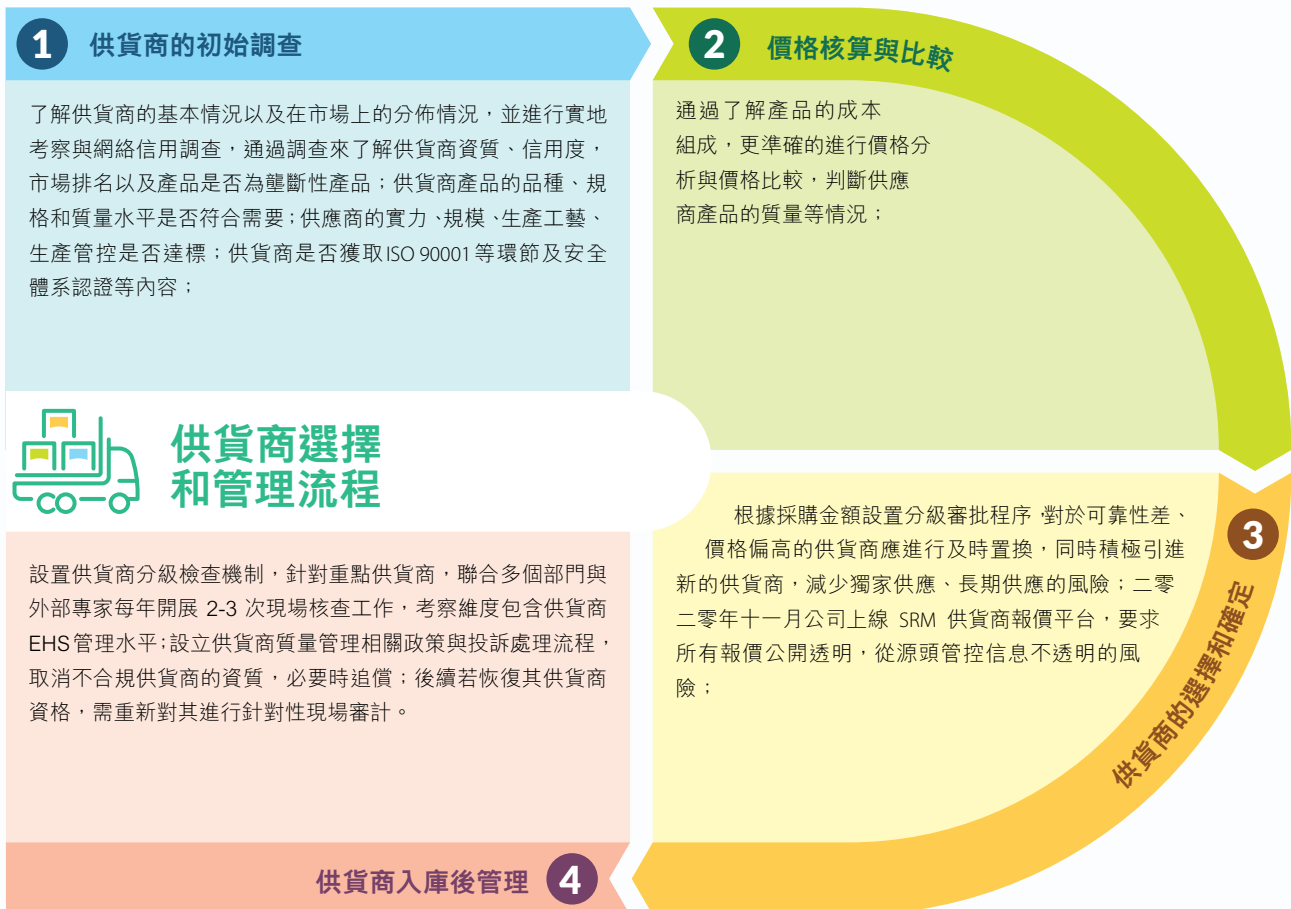 1 供貨商的初始調查
了解供貨商的基本情況以及在市場上的分佈情況，並進行實地
考察與網絡信用調查，通過調查來了解供貨商資質、信用度，
市場排名以及產品是否為壟斷性產品；供貨商產品的品種、規
格和質量水平是否符合需要；供應商的實力、規模、生產工藝、
生產管控是否達標；供貨商是否獲取ISO 90001等環節及安全
體系認證等內容；
2 價格核算與比較
通過了解產品的成本
組成，更準確的進行價格分
析與價格比較，判斷供應
商產品的質量等情況；
供貨商選擇
和管理流程
3 供貨商的選擇和確定
根據採購金額設置分級審批程序，對於可靠性差、
價格偏高的供貨商應進行及時置換，同時積極引進
新的供貨商，減少獨家供應、長期供應的風險；二零
二零年十一月公司上線 SRM 供貨商報價平台，要求
所有報價公開透明，從源頭管控信息不透明的風
險；
設置供貨商分級檢查機制，針對重點供貨商，聯合多個部門與
外部專家每年開展 2-3 次現場核查工作，考察維度包含供貨商
EHS管理水平；設立供貨商質量管理相關政策與投訴處理流程，
取消不合規供貨商的資質，必要時追償；後續若恢復其供貨商
資格，需重新對其進行針對性現場審計。
供貨商入庫後管理 4